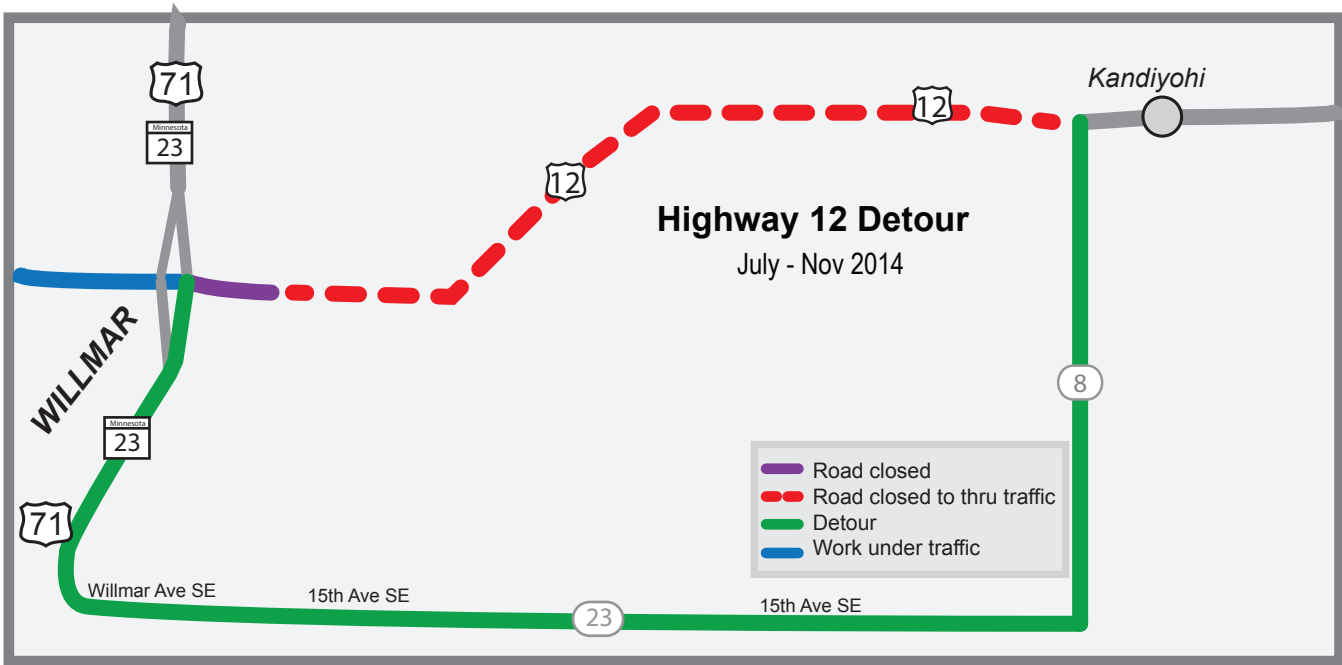 71
Minnesota
23
12
Kandiyohi
12
Highway 12 Detour
July - Nov 2014
WILLMAR
Minnesota
23
8
71
Road closed
Road closed to thru traffic
Detour
Work under traffic
Willmar Ave SE
15th Ave SE
23
15th Ave SE